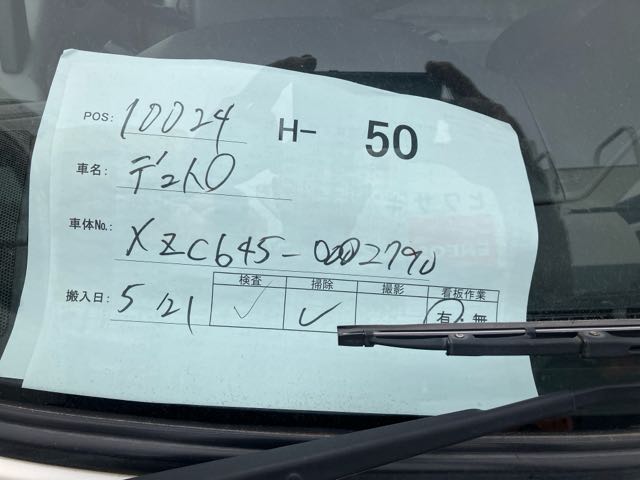 POS: 10024 H- 50
車名: デュトロ
車体No.: XZC645-0002790
搬入日: 5/21
検査 掃除 撮影 看板作業
✓ ✓ 有・無